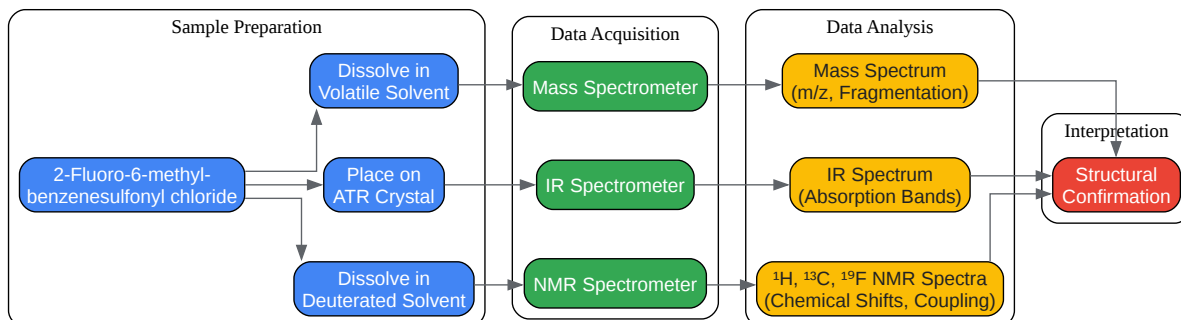 Sample Preparation
Data Acquisition
Data Analysis
Dissolve in
Volatile Solvent
Mass Spectrometer
Mass Spectrum
(m/z, Fragmentation)
Interpretation
2-Fluoro-6-methyl-
benzenesulfonyl chloride
Place on
ATR Crystal
IR Spectrometer
IR Spectrum
(Absorption Bands)
Structural
Confirmation
Dissolve in
Deuterated Solvent
NMR Spectrometer
¹H, ¹³C, ¹⁹F NMR Spectra
(Chemical Shifts, Coupling)